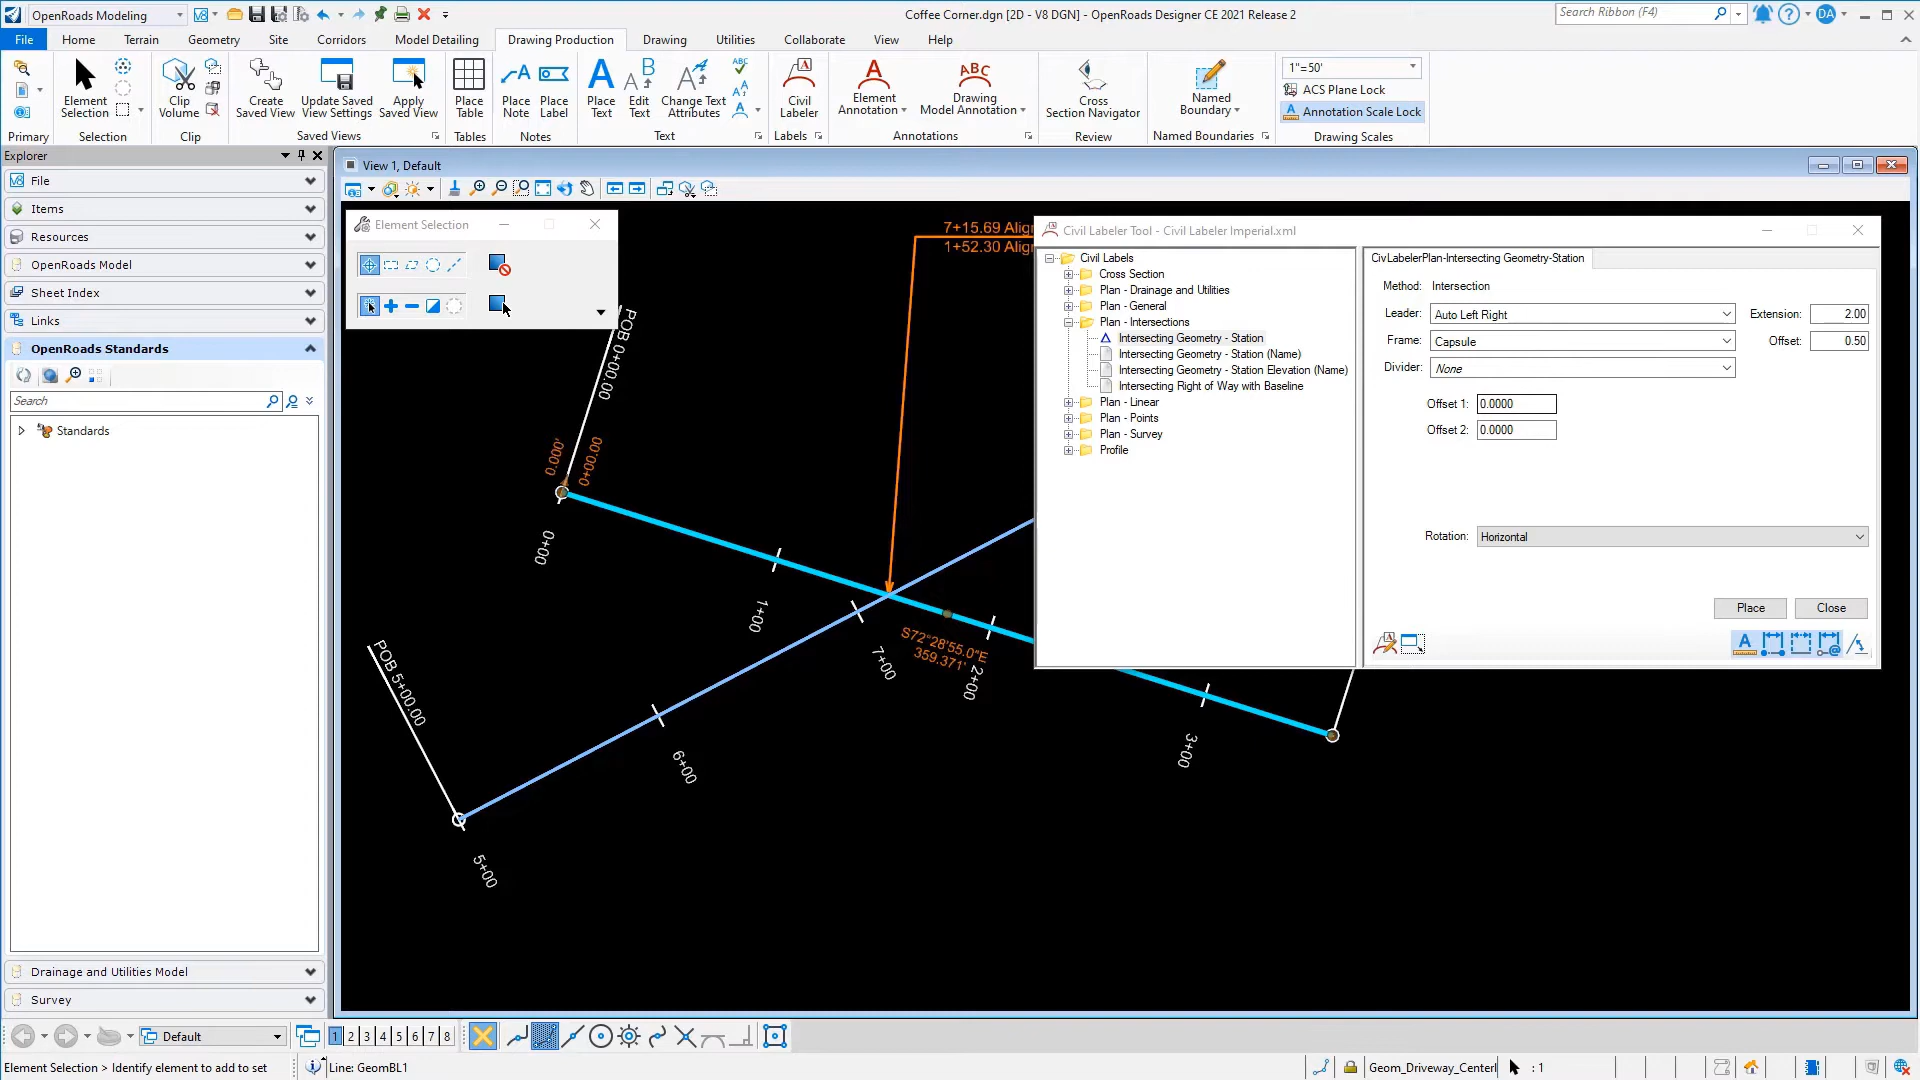 OpenRoads Modeling
Coffee Corner.dgn [2D - V8 DGN] - OpenRoads Designer CE 2021 Release 2
Search Ribbon (F4)
DA
File Home Terrain Geometry Site Corridors Model Detailing Drawing Production Drawing Utilities Collaborate View Help
Element Selection
Clip Volume
Create Saved View
Update Saved View Settings
Apply Saved View
Place Table
Place Note
Place Label
Place Text
Edit Text
Change Text Attributes
Civil Labeler
Element Annotation
Drawing Model Annotation
Cross Section Navigator
Named Boundary
1"=50'
ACS Plane Lock
Annotation Scale Lock
Primary Selection Clip Saved Views Tables Notes Text Labels Annotations Review Named Boundaries Drawing Scales
Explorer
File
Items
Resources
OpenRoads Model
Sheet Index
Links
OpenRoads Standards
Search
Standards
Drainage and Utilities Model
Survey
View 1, Default
Element Selection
7+15.69 Align
1+52.30 Align
POB 0+00.00
0.000'
0+00.00
0+00
1+00
7+00
S72°28'55.0"E
359.371'
2+00
3+00
POB 5+00.00
6+00
5+00
Civil Labeler Tool - Civil Labeler Imperial.xml
Civil Labels
Cross Section
Plan - Drainage and Utilities
Plan - General
Plan - Intersections
Intersecting Geometry - Station
Intersecting Geometry - Station (Name)
Intersecting Geometry - Station Elevation (Name)
Intersecting Right of Way with Baseline
Plan - Linear
Plan - Points
Plan - Survey
Profile
CivLabelerPlan-Intersecting Geometry-Station
Method: Intersection
Leader: Auto Left Right Extension: 2.00
Frame: Capsule Offset: 0.50
Divider: None
Offset 1: 0.0000
Offset 2: 0.0000
Rotation: Horizontal
Place Close
Default
1 2 3 4 5 6 7 8
Element Selection > Identify element to add to set
Line: GeomBL1
Geom_Driveway_Centerl
: 1